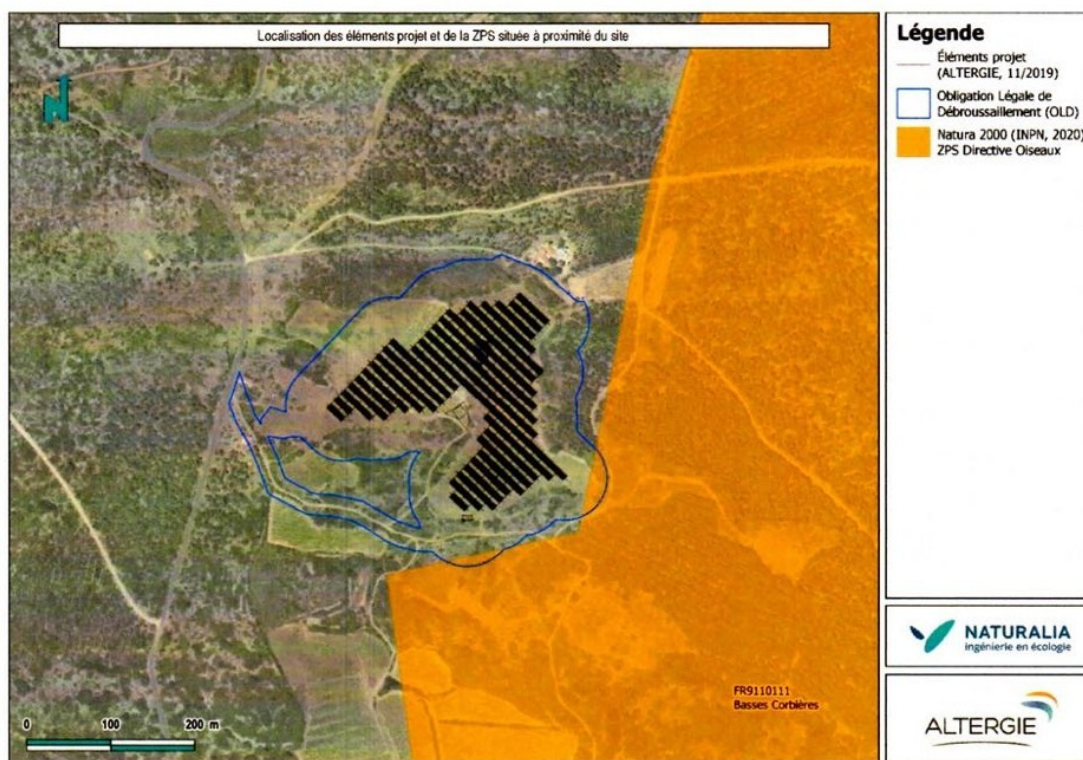 Localisation des éléments projet et de la ZPS située à proximité du site
N
Légende
Éléments projet
(ALTERGIE, 11/2019)
Obligation Légale de
Débroussaillement (OLD)
Natura 2000 (INPN, 2020)
ZPS Directive Oiseaux
FR9110111
Basses Corbières
0 100 200 m
NATURALIA
ingénierie en écologie
ALTERGIE